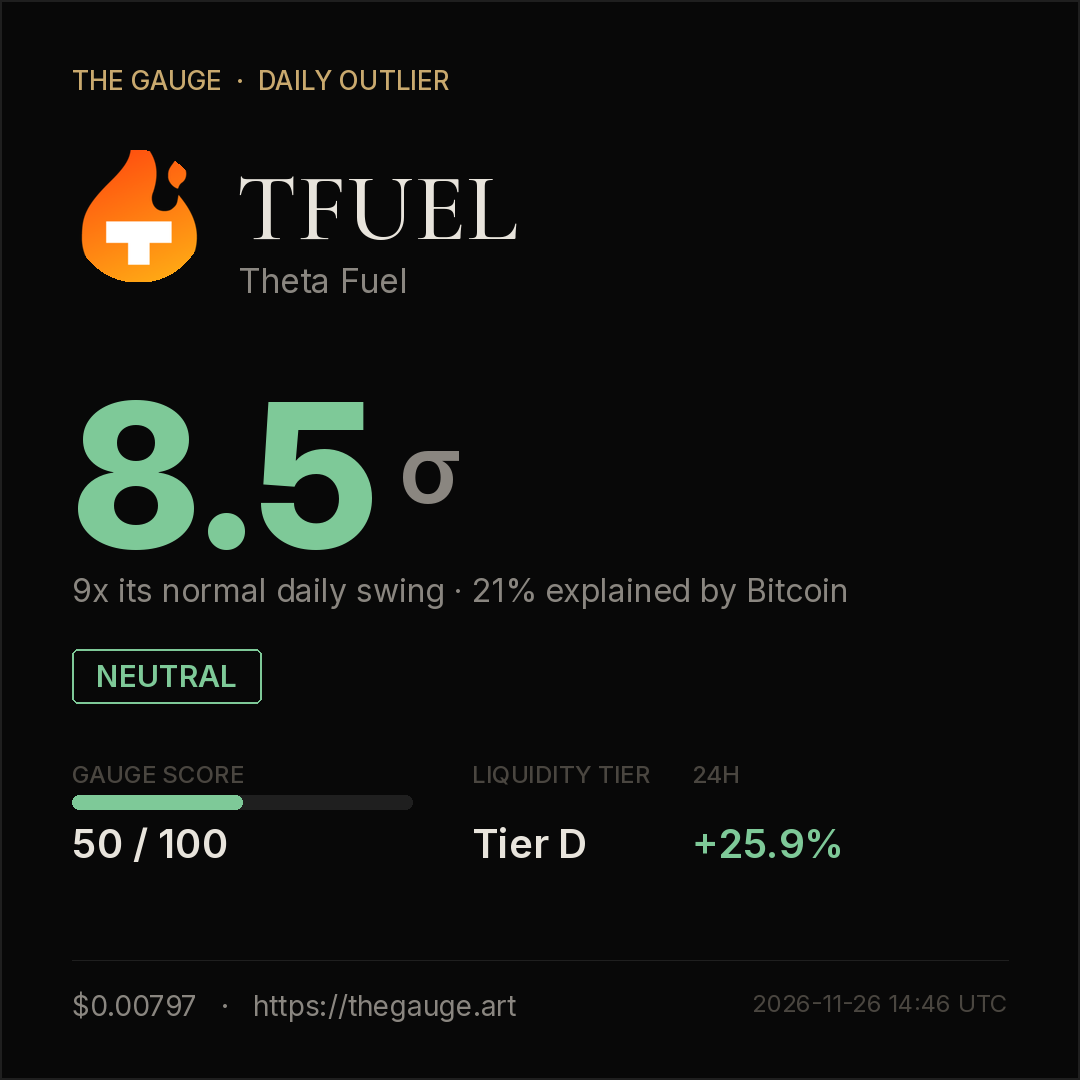 THE GAUGE · DAILY OUTLIER
TFUEL
Theta Fuel
8.5 σ
9x its normal daily swing · 21% explained by Bitcoin
NEUTRAL
GAUGE SCORE LIQUIDITY TIER 24H
50 / 100 Tier D +25.9%
$0.00797 · https://thegauge.art 2026-11-26 14:46 UTC